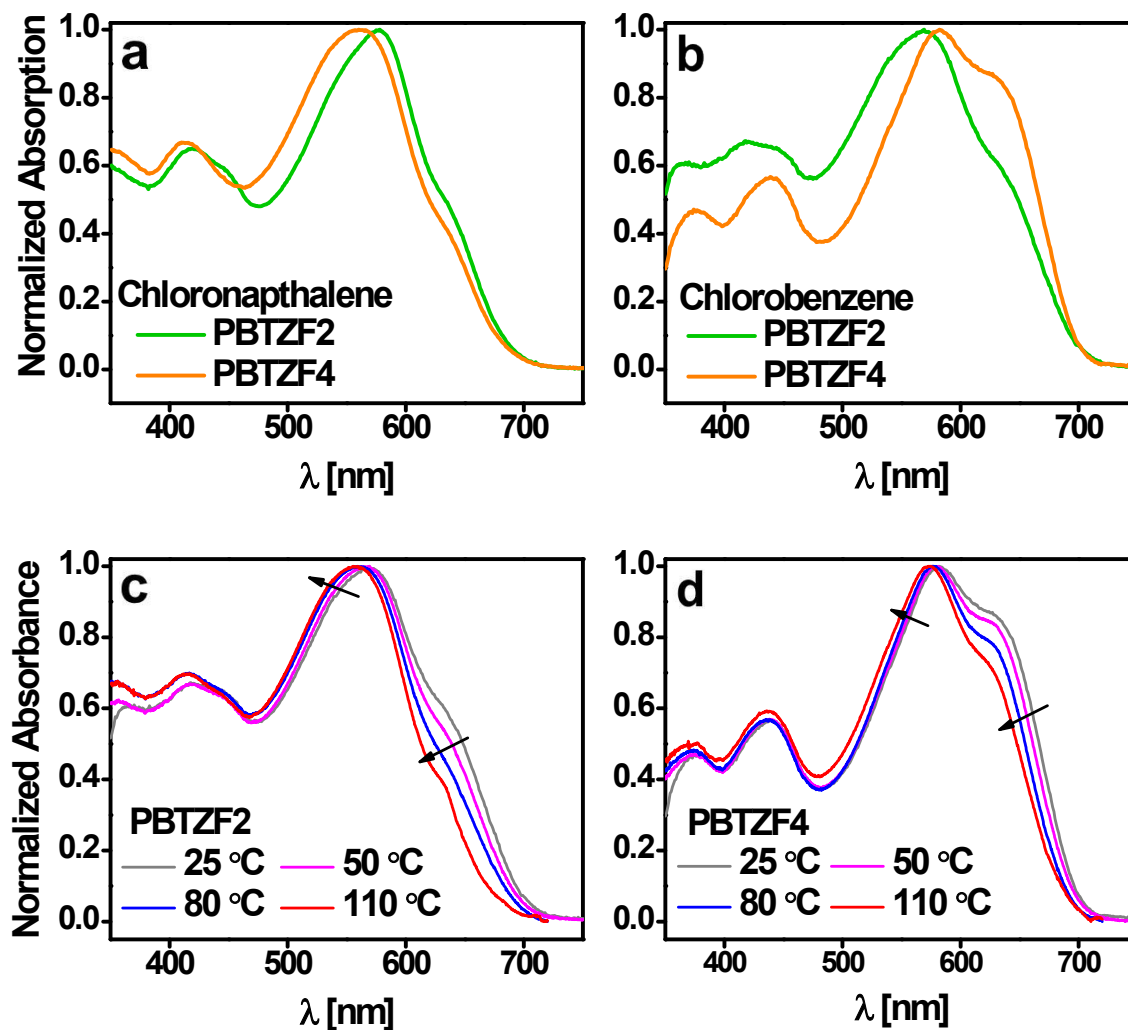 a
Normalized Absorption
1.0
0.8
0.6
0.4
0.2
0.0
Chloronapthalene
PBTZF2
PBTZF4
400 500 600 700
λ [nm]
b
1.0
0.8
0.6
0.4
0.2
0.0
Chlorobenzene
PBTZF2
PBTZF4
400 500 600 700
λ [nm]
c
Normalized Absorbance
1.0
0.8
0.6
0.4
0.2
0.0
PBTZF2
25 °C 50 °C
80 °C 110 °C
400 500 600 700
λ [nm]
d
1.0
0.8
0.6
0.4
0.2
0.0
PBTZF4
25 °C 50 °C
80 °C 110 °C
400 500 600 700
λ [nm]